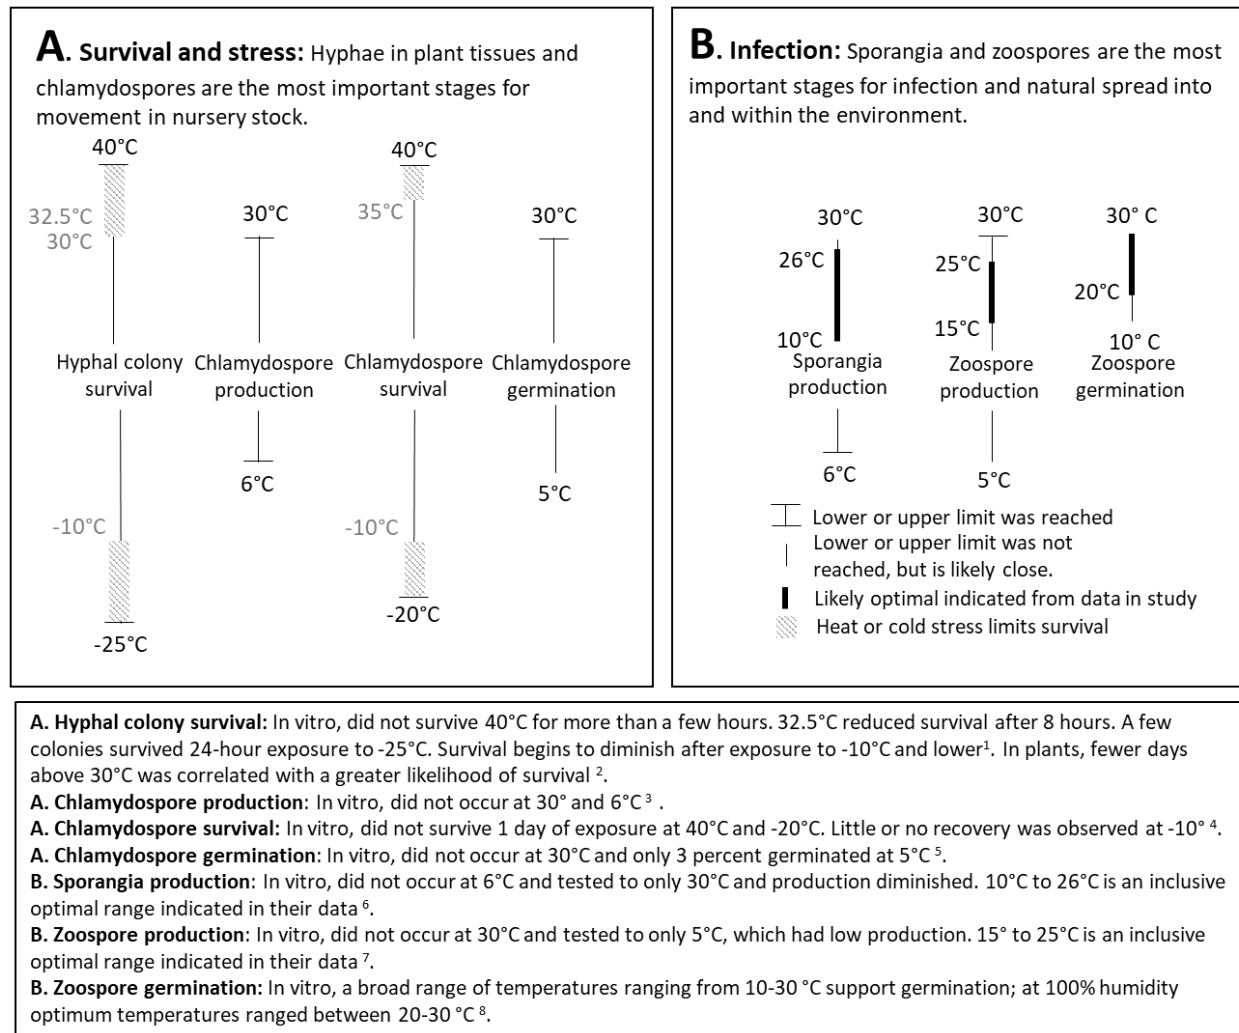 A. Survival and stress: Hyphae in plant tissues and
chlamydospores are the most important stages for
movement in nursery stock.
40°C
40°C
32.5°C
30°C
30°C
35°C
30°C
Hyphal colony
survival
Chlamydospore
production
Chlamydospore
survival
Chlamydospore
germination
6°C
5°C
-10°C
-10°C
-25°C
-20°C
B. Infection: Sporangia and zoospores are the most
important stages for infection and natural spread into
and within the environment.
30°C
30°C
30° C
26°C
25°C
20°C
10°C
15°C
10° C
Sporangia
production
Zoospore
production
Zoospore
germination
6°C
5°C
Lower or upper limit was reached
Lower or upper limit was not
reached, but is likely close.
Likely optimal indicated from data in study
Heat or cold stress limits survival
A. Hyphal colony survival: In vitro, did not survive 40°C for more than a few hours. 32.5°C reduced survival after 8 hours. A few
colonies survived 24-hour exposure to -25°C. Survival begins to diminish after exposure to -10°C and lower¹. In plants, fewer days
above 30°C was correlated with a greater likelihood of survival ².
A. Chlamydospore production: In vitro, did not occur at 30° and 6°C ³ .
A. Chlamydospore survival: In vitro, did not survive 1 day of exposure at 40°C and -20°C. Little or no recovery was observed at -10° ⁴.
A. Chlamydospore germination: In vitro, did not occur at 30°C and only 3 percent germinated at 5°C ⁵.
B. Sporangia production: In vitro, did not occur at 6°C and tested to only 30°C and production diminished. 10°C to 26°C is an inclusive
optimal range indicated in their data ⁶.
B. Zoospore production: In vitro, did not occur at 30°C and tested to only 5°C, which had low production. 15° to 25°C is an inclusive
optimal range indicated in their data ⁷.
B. Zoospore germination: In vitro, a broad range of temperatures ranging from 10-30 °C support germination; at 100% humidity
optimum temperatures ranged between 20-30 °C ⁸.